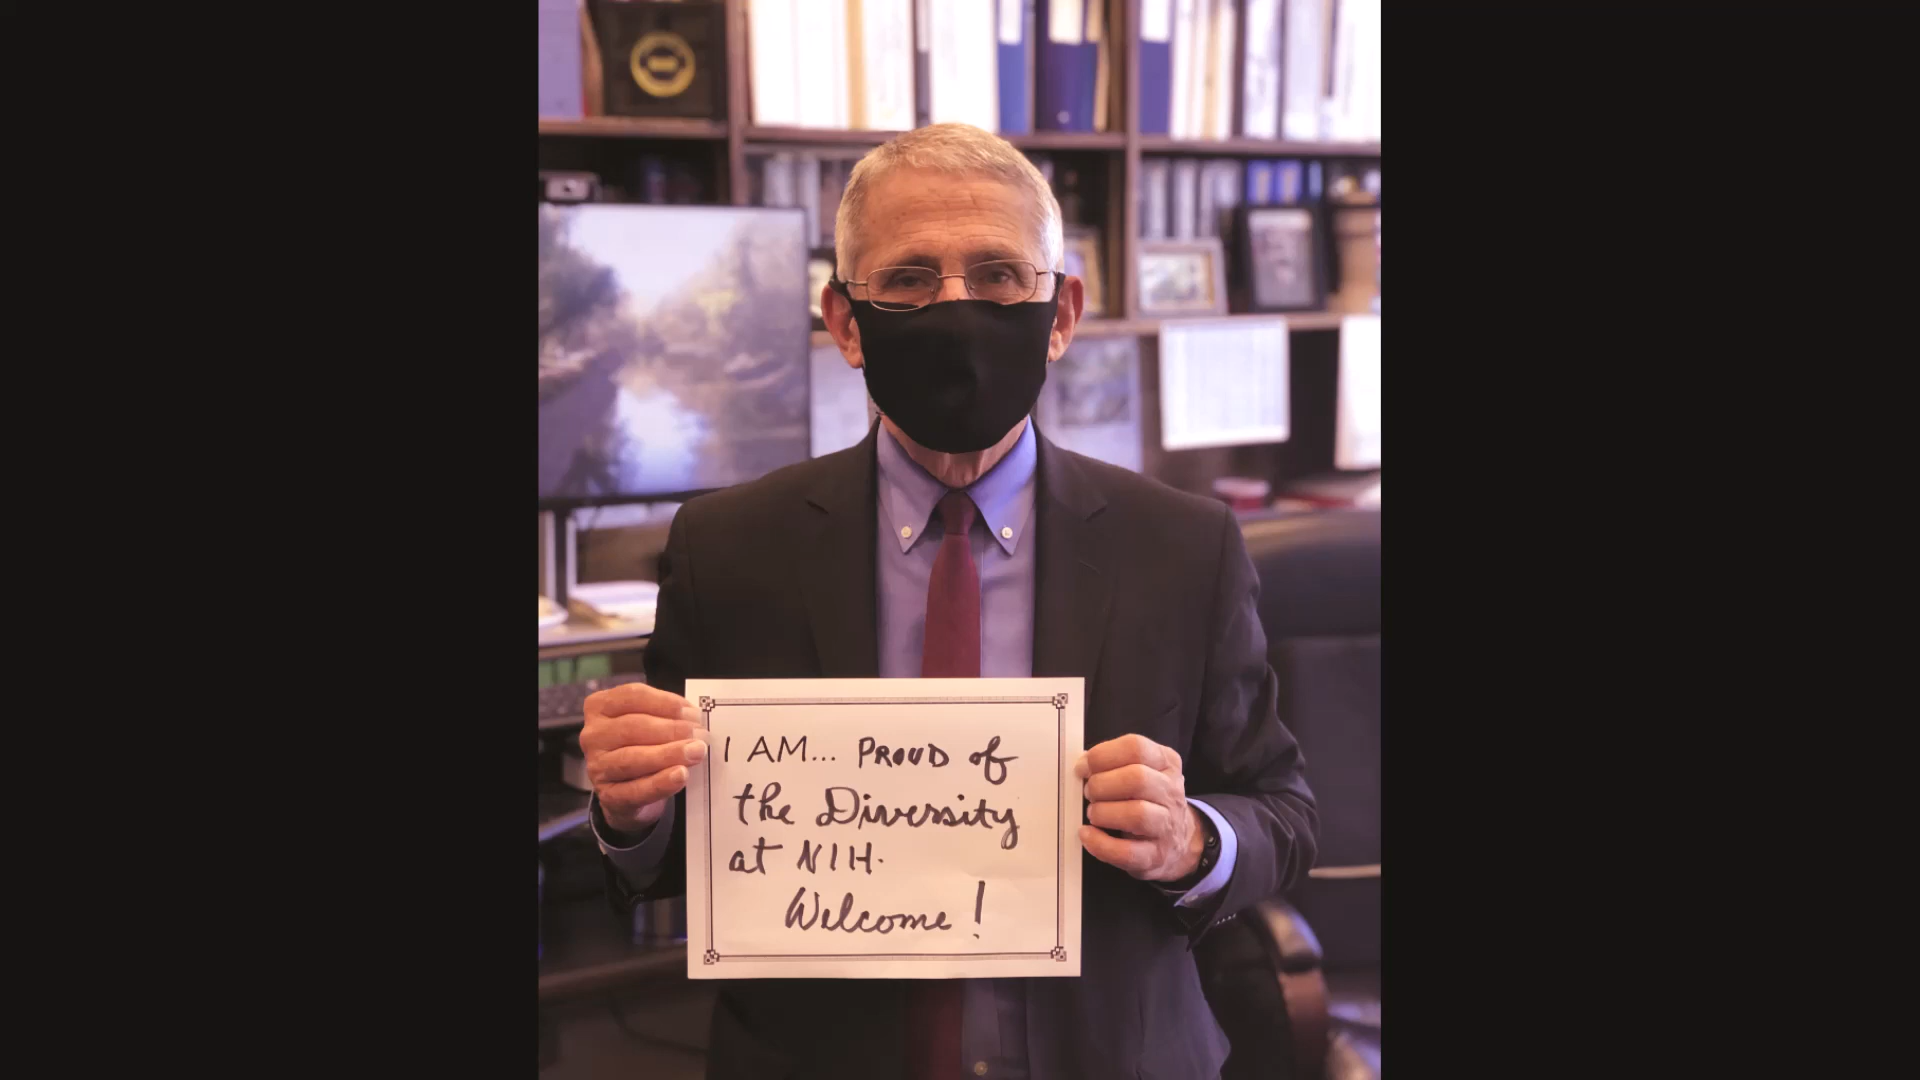 I AM... PROUD of
the Diversity
at NIH.
Welcome!